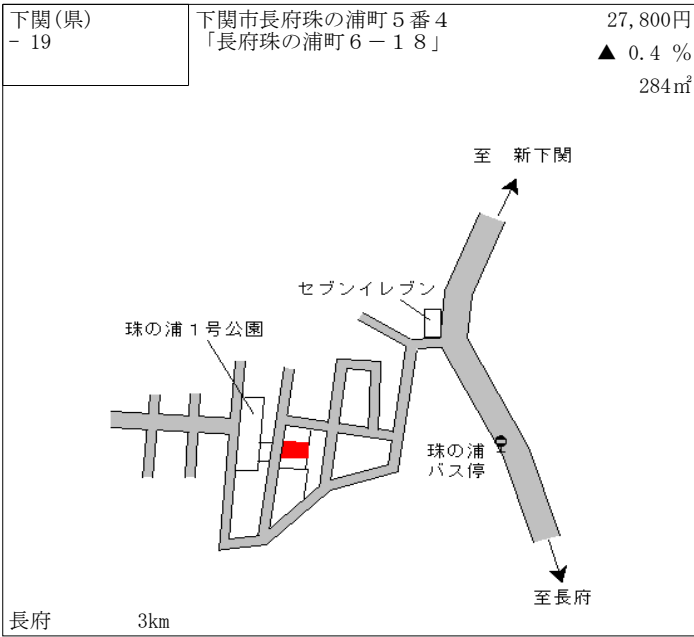 下関(県)
- 19
下関市長府珠の浦町５番４
「長府珠の浦町６－１８」
27,800円
▲ 0.4 %
284㎡
至　新下関
セブンイレブン
珠の浦１号公園
珠の浦
バス停
至長府
長府　3km